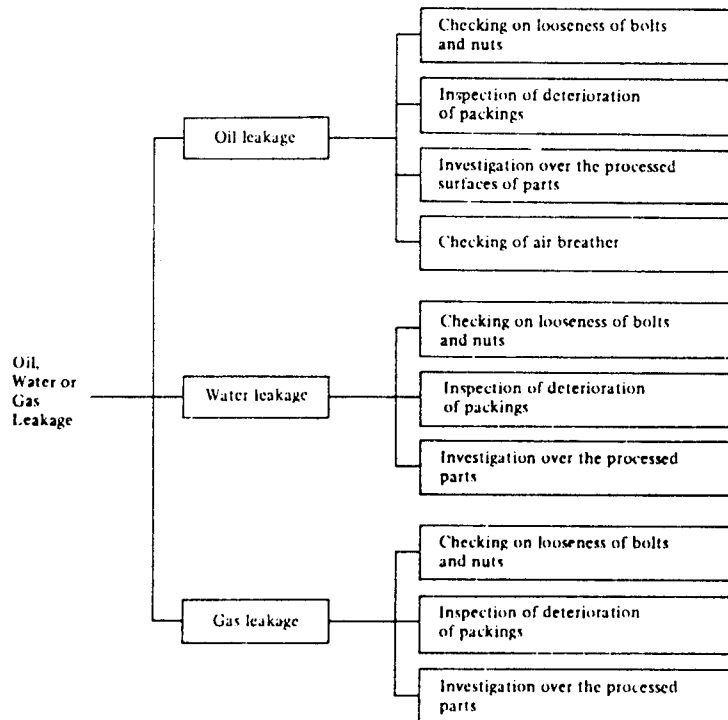 Checking on looseness of bolts
and nuts
Inspection of deterioration
of packings
Oil leakage
Investigation over the processed
surfaces of parts
Checking of air breather
Checking on looseness of bolts
and nuts
Oil,
Water or
Gas
Leakage
Water leakage
Inspection of deterioration
of packings
Investigation over the processed
parts
Checking on looseness of bolts
and nuts
Gas leakage
Inspection of deterioration
of packings
Investigation over the processed
parts